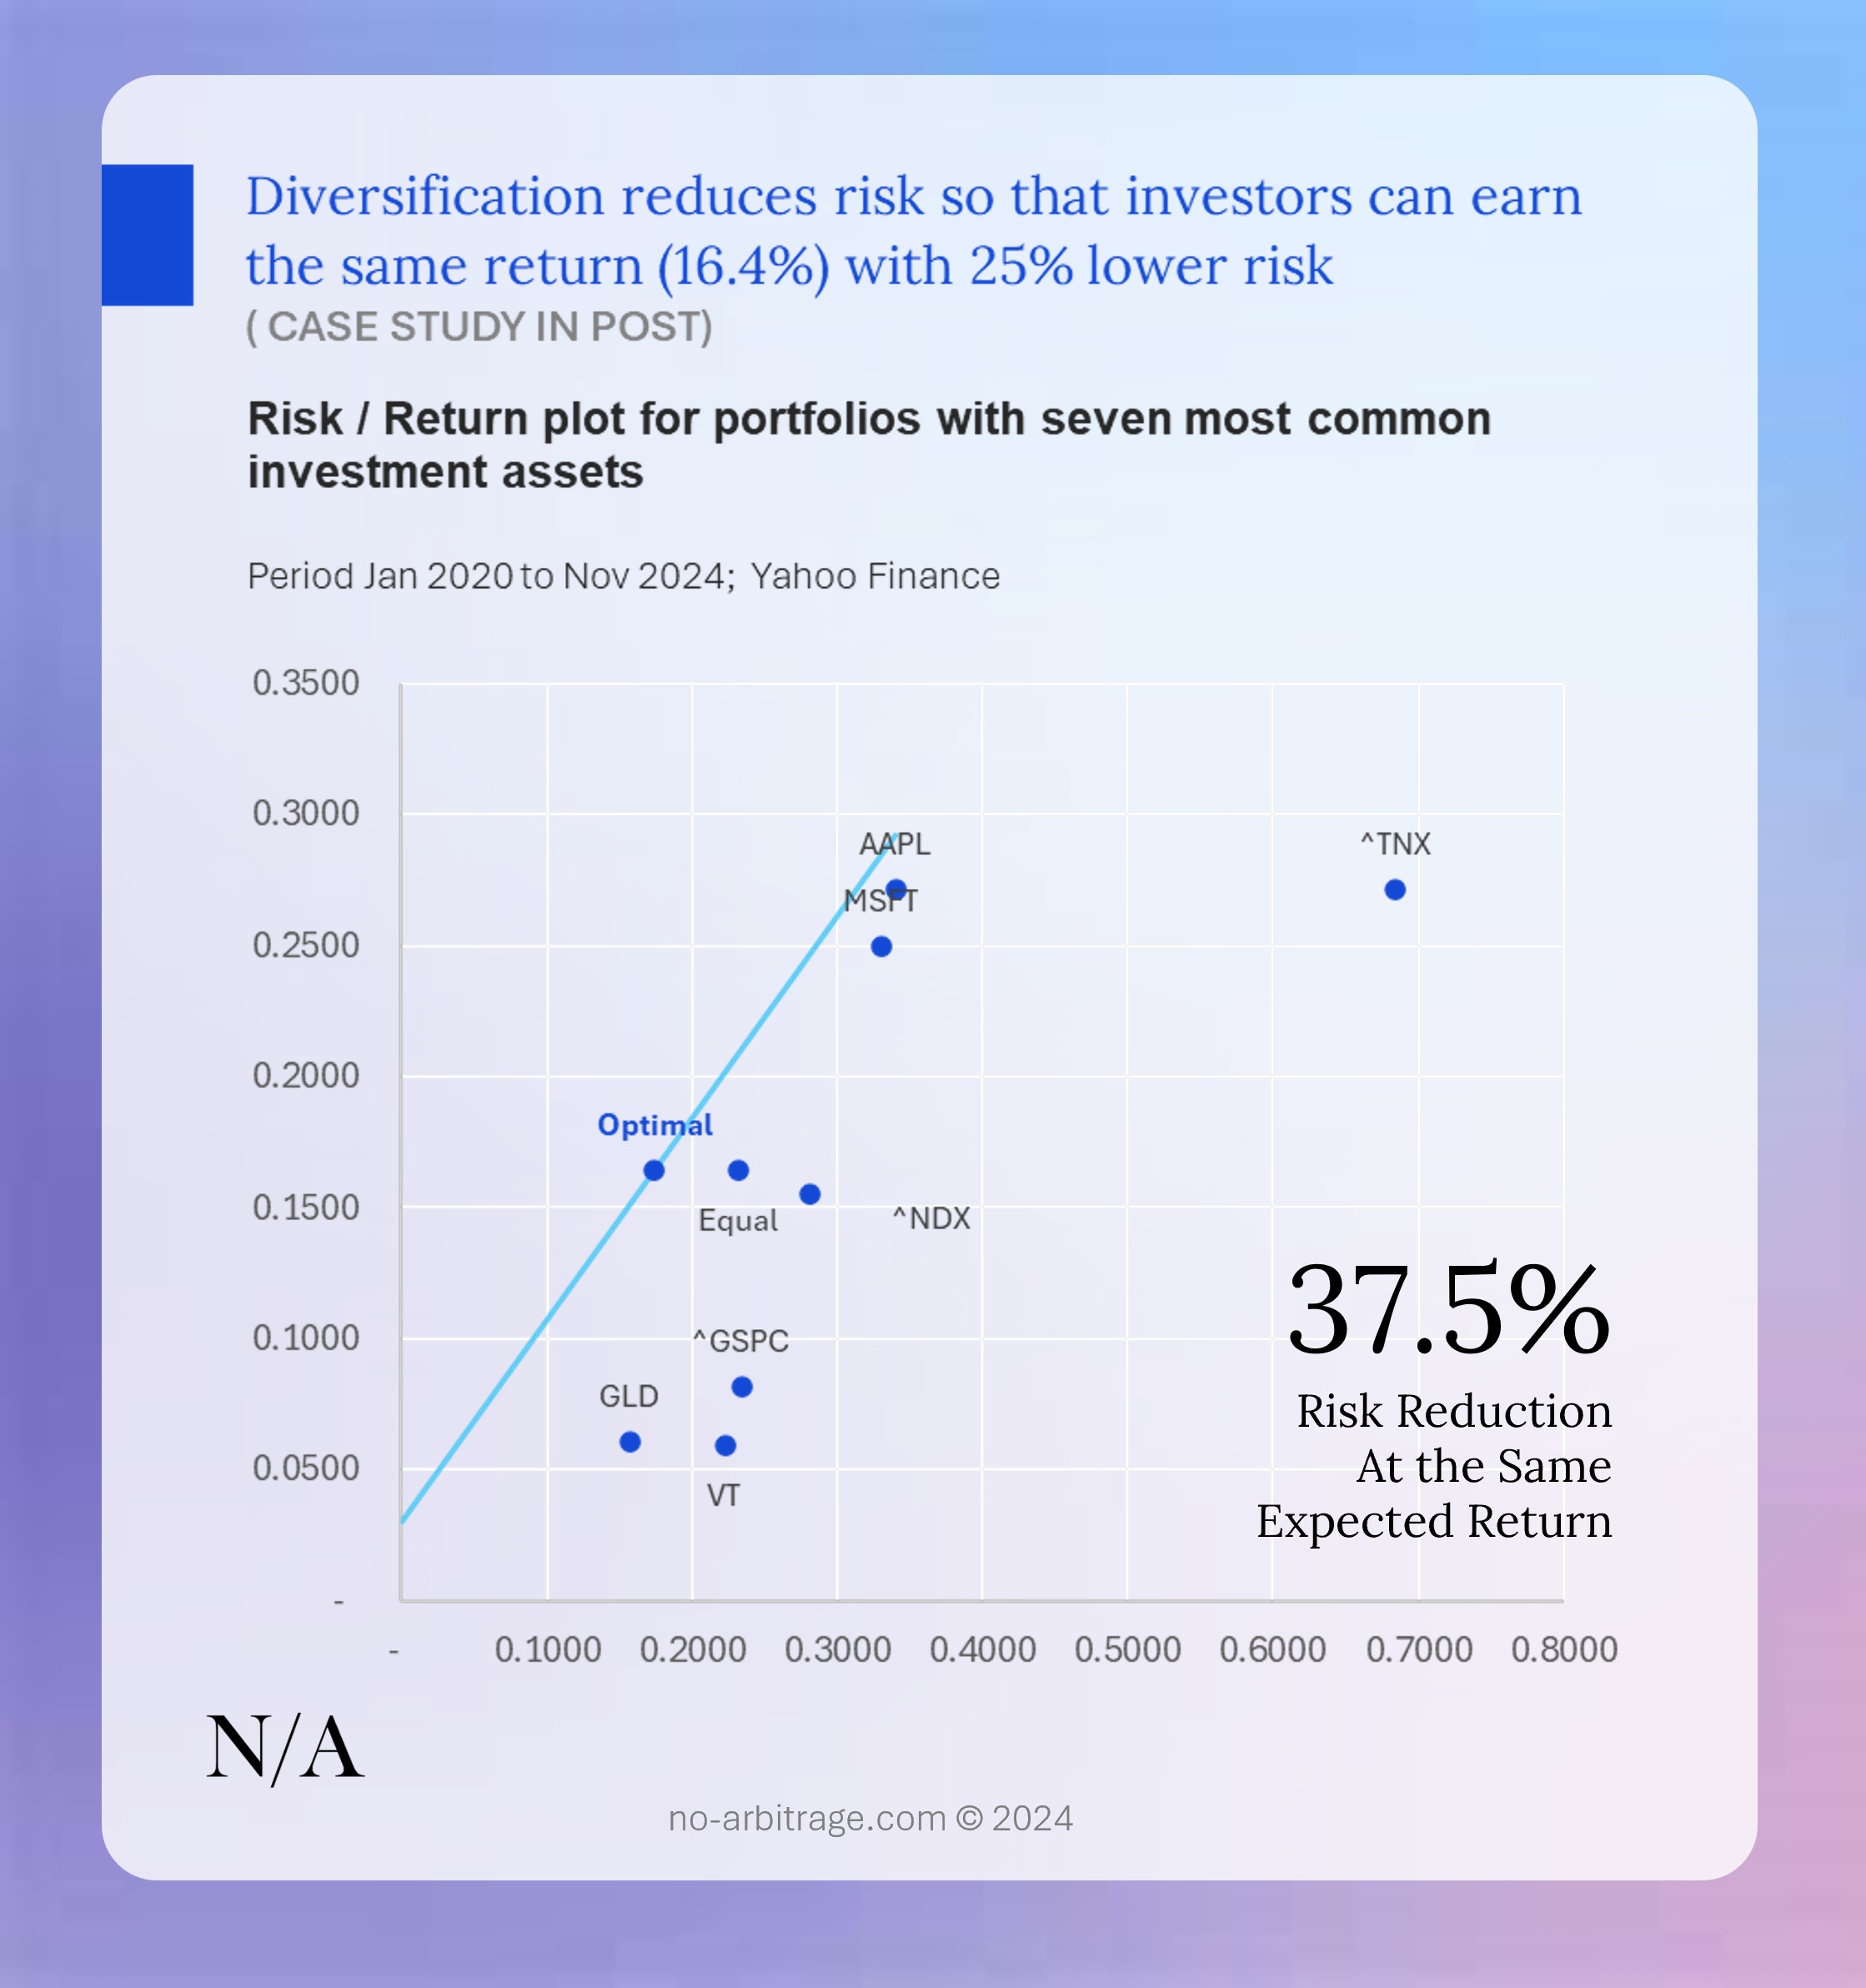 Diversification reduces risk so that investors can earn
the same return (16.4%) with 25% lower risk
( CASE STUDY IN POST)
Risk / Return plot for portfolios with seven most common
investment assets
Period Jan 2020 to Nov 2024; Yahoo Finance
0.3500
0.3000
AAPL
^TNX
MSFT
0.2500
0.2000
Optimal
0.1500
Equal
^NDX
37.5%
0.1000
^GSPC
GLD
Risk Reduction
At the Same
0.0500
VT
Expected Return
-
-
0.1000
0.2000
0.3000
0.4000
0.5000
0.6000
0.7000
0.8000
N/A
no-arbitrage.com © 2024